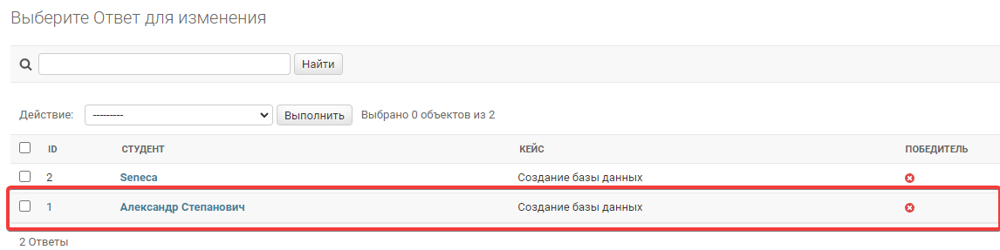 Выберите Ответ для изменения
Найти
Действие: --------- Выполнить Выбрано 0 объектов из 2
ID СТУДЕНТ КЕЙС ПОБЕДИТЕЛЬ
2 Seneca Создание базы данных
1 Александр Степанович Создание базы данных
2 Ответы